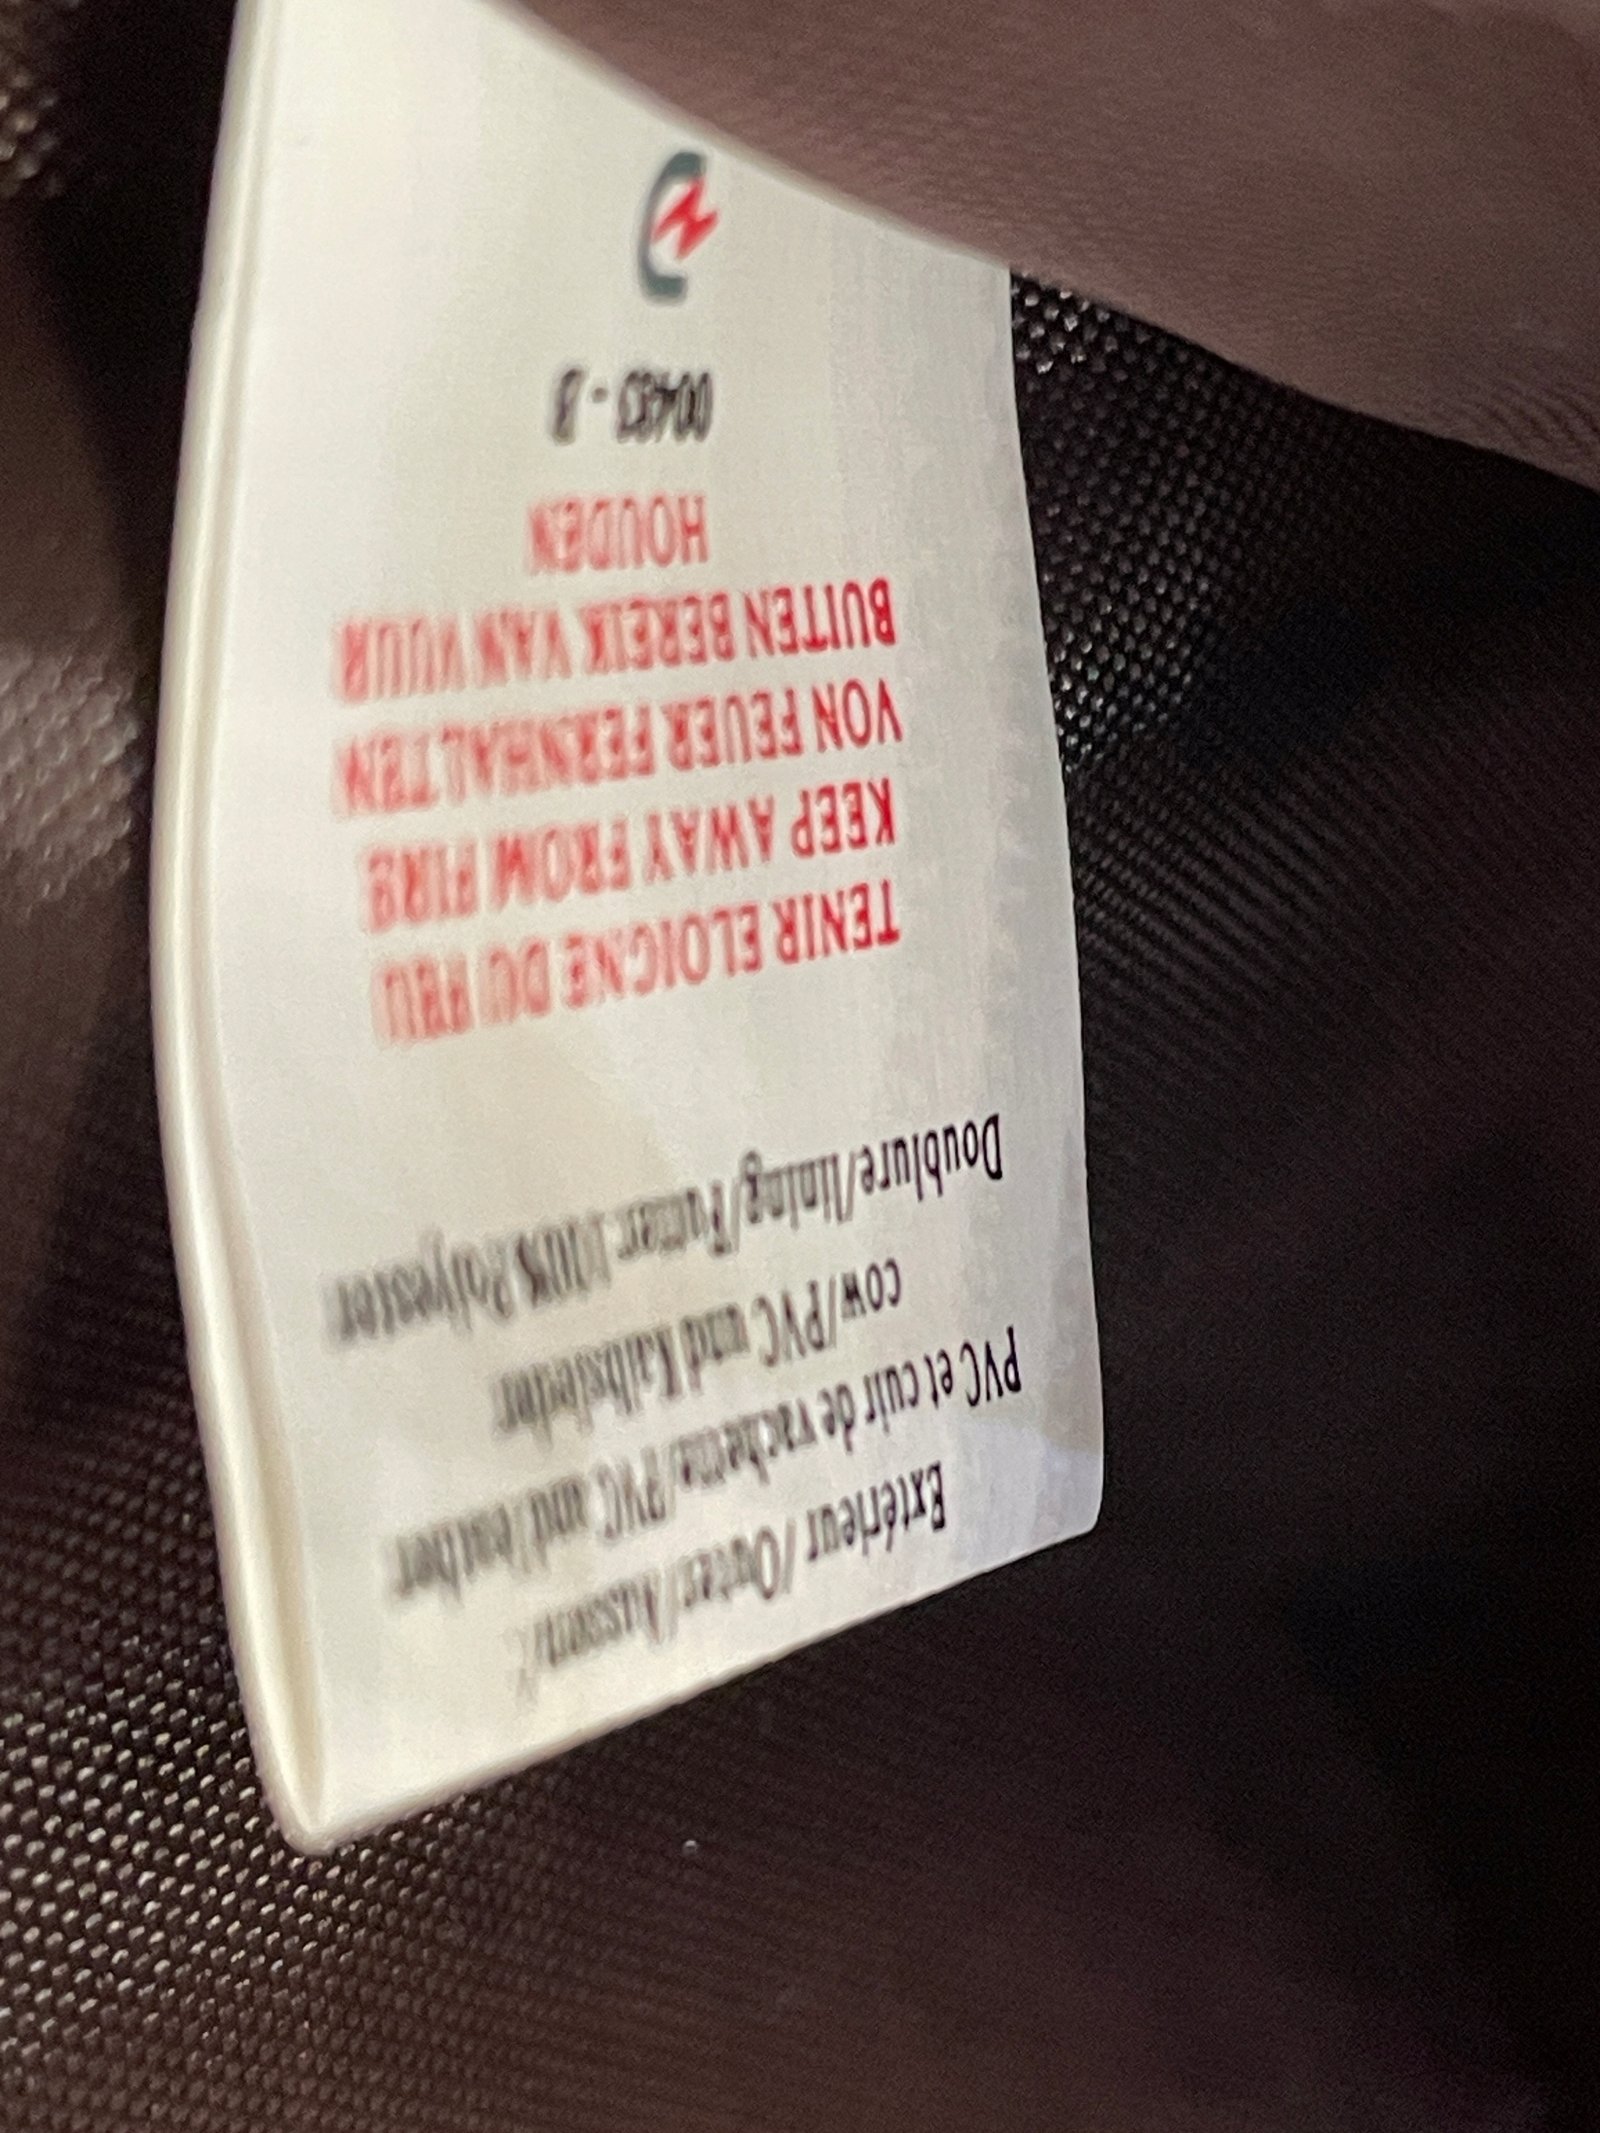 Extérieur /Outer/Aussen/
PVC et cuir de vachette/PVC and leather
cow/PVC und Kalbsleder
Doublure/lining/Futter: 100% Polyester
TENIR ELOIGNE DU FEU
KEEP AWAY FROM FIRE
VON FEUER FERNHALTEN
BUITEN BEREIK VAN VUUR
HOUDEN